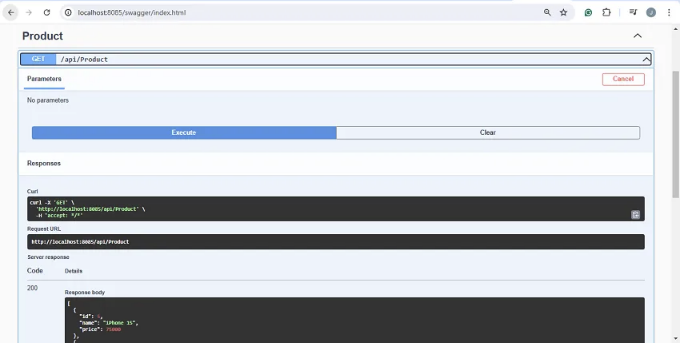 localhost:8085/swagger/index.html
Product
GET /api/Product
Parameters
Cancel
No parameters
Execute
Clear
Responses
Curl
curl -X 'GET' \
'http://localhost:8085/api/Product' \
-H 'accept: */*'
Request URL
http://localhost:8085/api/Product
Server response
Code Details
200
Response body
[
{
"id":
"name": "iPhone 15",
"price":
},